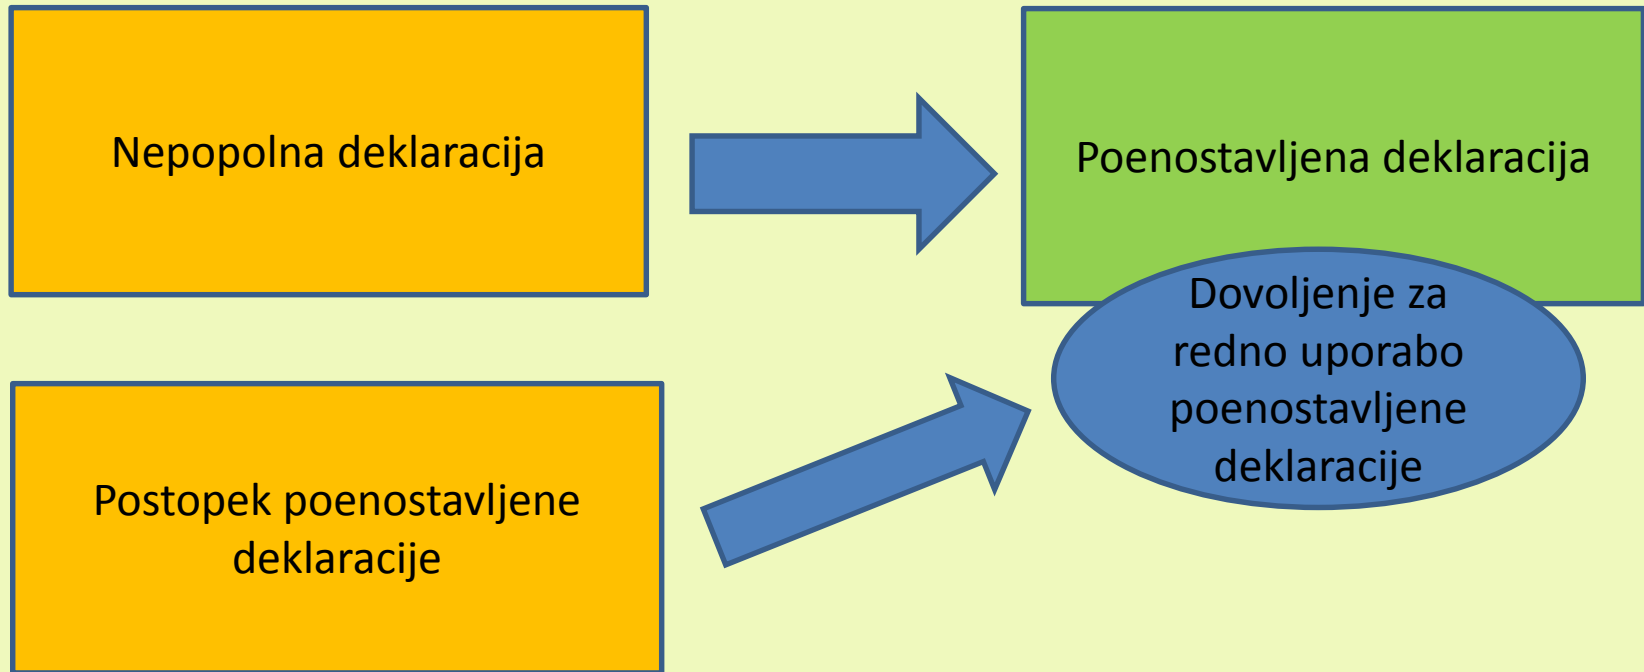 Nepopolna deklaracija
Poenostavljena deklaracija
Dovoljenje za
redno uporabo
poenostavljene
deklaracije
Postopek poenostavljene
deklaracije